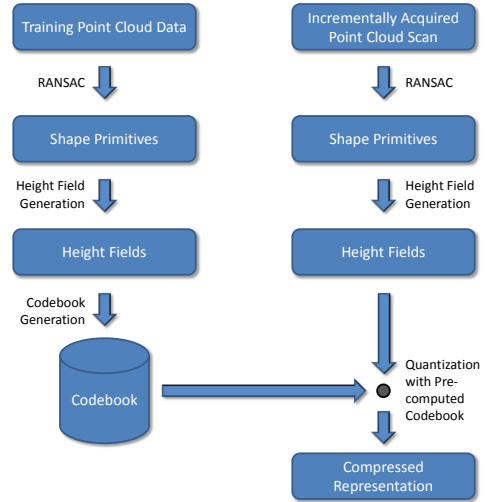 Training Point Cloud Data
Incrementally Acquired
Point Cloud Scan
RANSAC
RANSAC
Shape Primitives
Shape Primitives
Height Field
Generation
Height Field
Generation
Height Fields
Height Fields
Codebook
Generation
Codebook
Quantization
with Pre-
computed
Codebook
Compressed
Representation